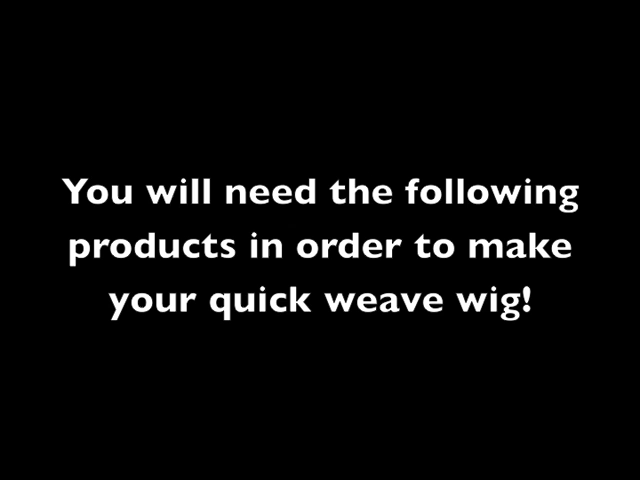 You will need the following
products in order to make
your quick weave wig!